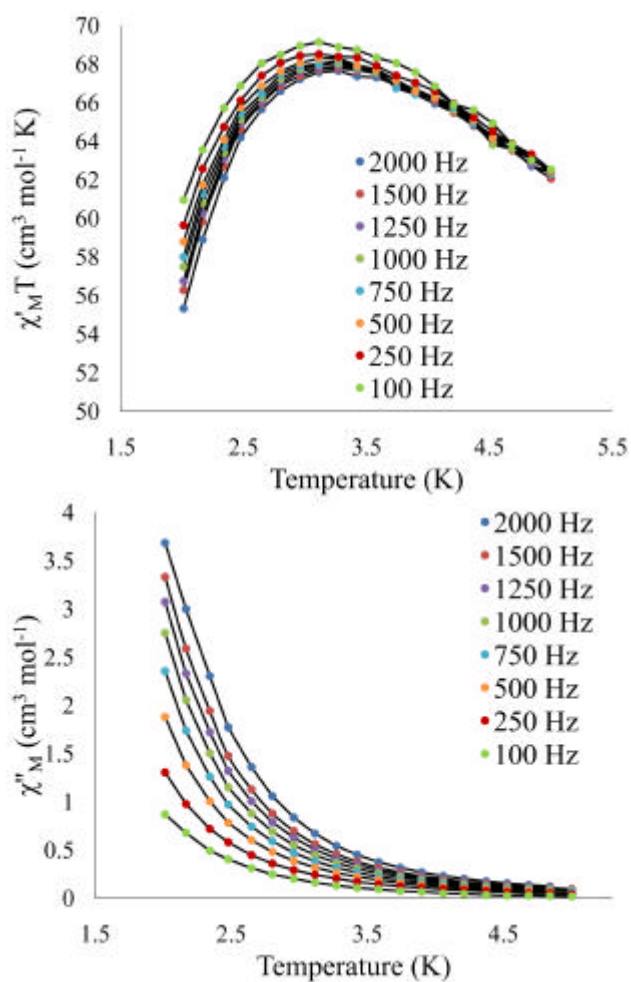 70
68
66
64
62
60
58
56
54
52
50
χ'MT (cm³ mol⁻¹ K)
2000 Hz
1500 Hz
1250 Hz
1000 Hz
750 Hz
500 Hz
250 Hz
100 Hz
1.5 2.5 3.5 4.5 5.5
Temperature (K)
4
3.5
3
2.5
2
1.5
1
0.5
0
χ''M (cm³ mol⁻¹)
2000 Hz
1500 Hz
1250 Hz
1000 Hz
750 Hz
500 Hz
250 Hz
100 Hz
1.5 2.5 3.5 4.5
Temperature (K)